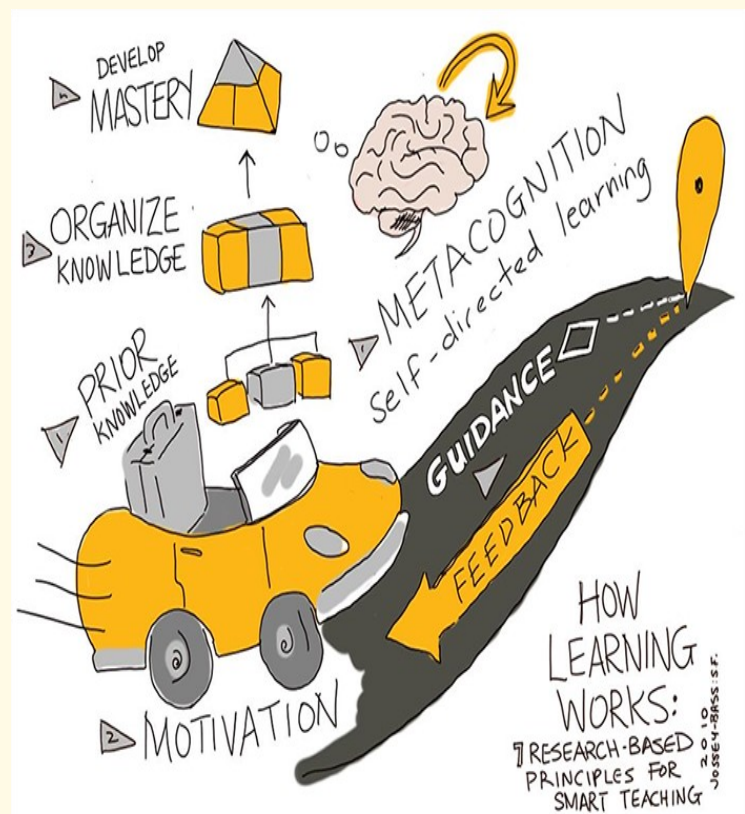 4 DEVELOP
MASTERY
3 ORGANIZE
KNOWLEDGE
1 PRIOR
KNOWLEDGE
METACOGNITION
Self-directed learning
GUIDANCE
FEEDBACK
2 MOTIVATION
HOW
LEARNING
WORKS:
7 RESEARCH-BASED
PRINCIPLES FOR
SMART TEACHING
2010
JOSSEY-BASS: S.F.